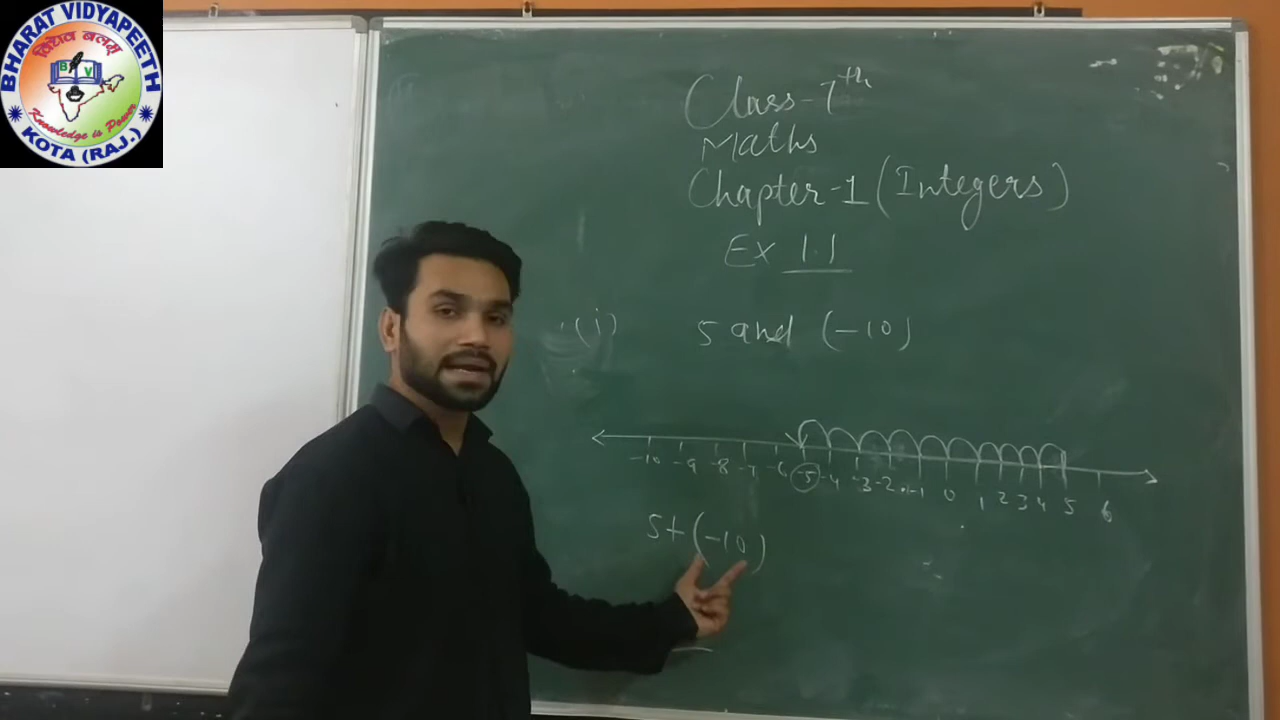 BHARAT VIDYAPEETH
विद्यैव बलम्
B V
Knowledge is Power
KOTA (RAJ.)
Class-7th
Maths
Chapter-1 (Integers)
Ex 1.1
(i) 5 and (-10)
-10 -9 -8 -7 -6 -5 -4 -3 -2 -1 0 1 2 3 4 5 6
5+(-10)